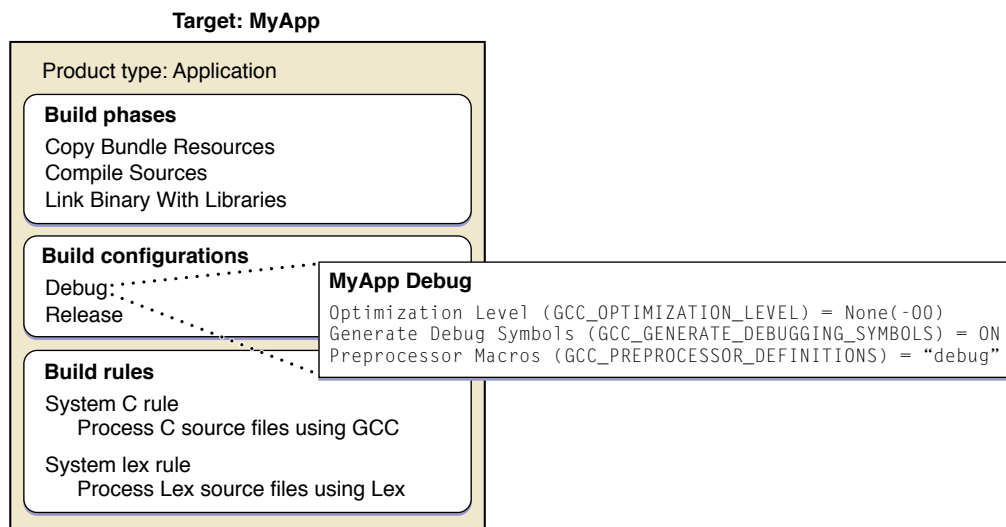 Target: MyApp
Product type: Application
Build phases
Copy Bundle Resources
Compile Sources
Link Binary With Libraries
Build configurations
Debug
Release
MyApp Debug
Optimization Level (GCC_OPTIMIZATION_LEVEL) = None(-O0)
Generate Debug Symbols (GCC_GENERATE_DEBUGGING_SYMBOLS) = ON
Preprocessor Macros (GCC_PREPROCESSOR_DEFINITIONS) = “debug”
Build rules
System C rule
Process C source files using GCC
System lex rule
Process Lex source files using Lex